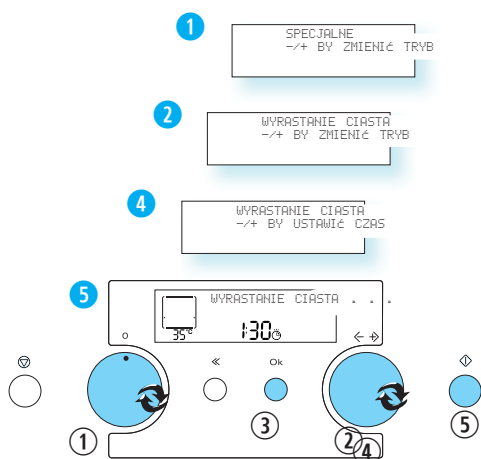 1
SPECJALNE
-/+ BY ZMIENIć TRYB
2
WYRASTANIE CIASTA
-/+ BY ZMIENIć TRYB
4
WYRASTANIE CIASTA
-/+ BY USTAWIć CZAS
5
WYRASTANIE CIASTA . . .
35°C 1:30
0
Ok
1 3 2 4 5